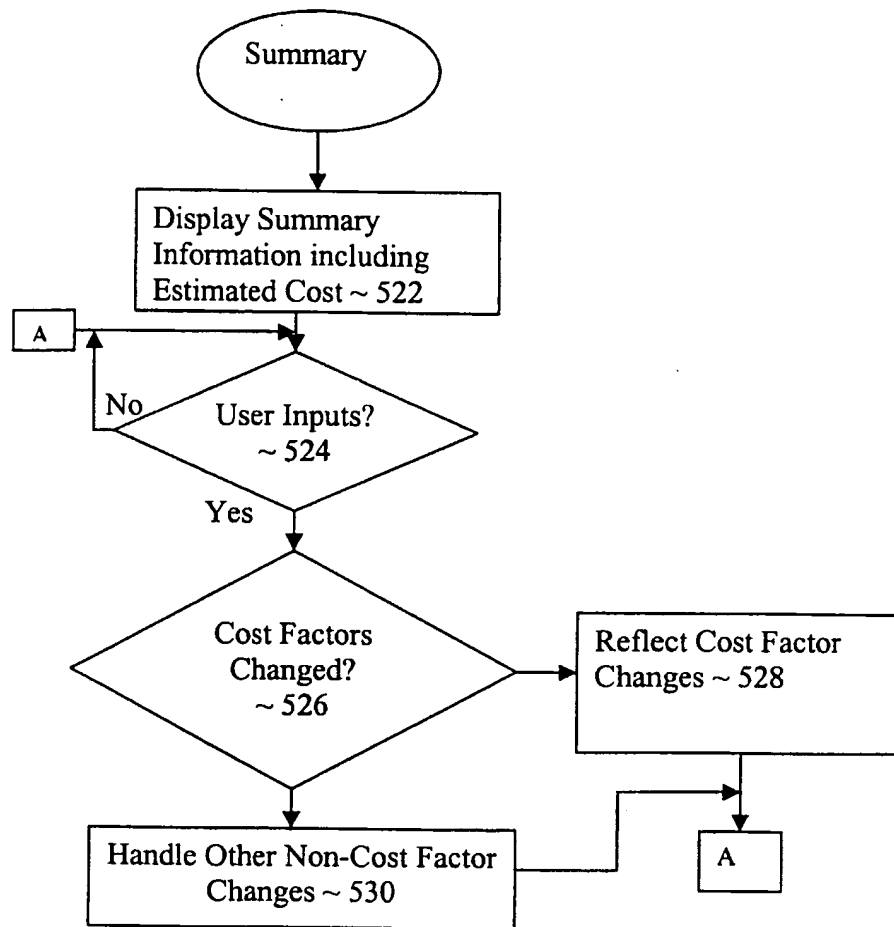 Summary
Display Summary
Information including
Estimated Cost ~ 522
A
No
User Inputs?
~ 524
Yes
Cost Factors
Changed?
~ 526
Reflect Cost Factor
Changes ~ 528
Handle Other Non-Cost Factor
Changes ~ 530
A